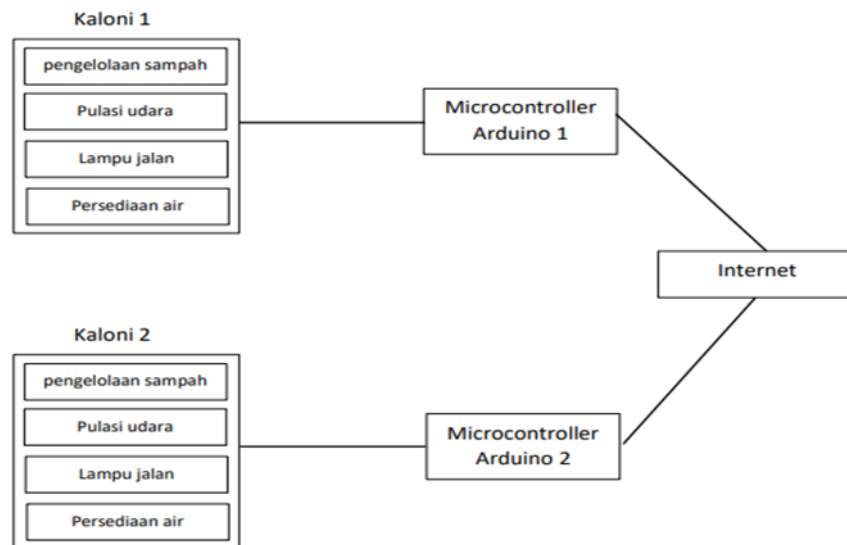 Kaloni 1
pengelolaan sampah
Pulasi udara
Lampu jalan
Persediaan air
Microcontroller
Arduino 1
Internet
Kaloni 2
pengelolaan sampah
Pulasi udara
Lampu jalan
Persediaan air
Microcontroller
Arduino 2